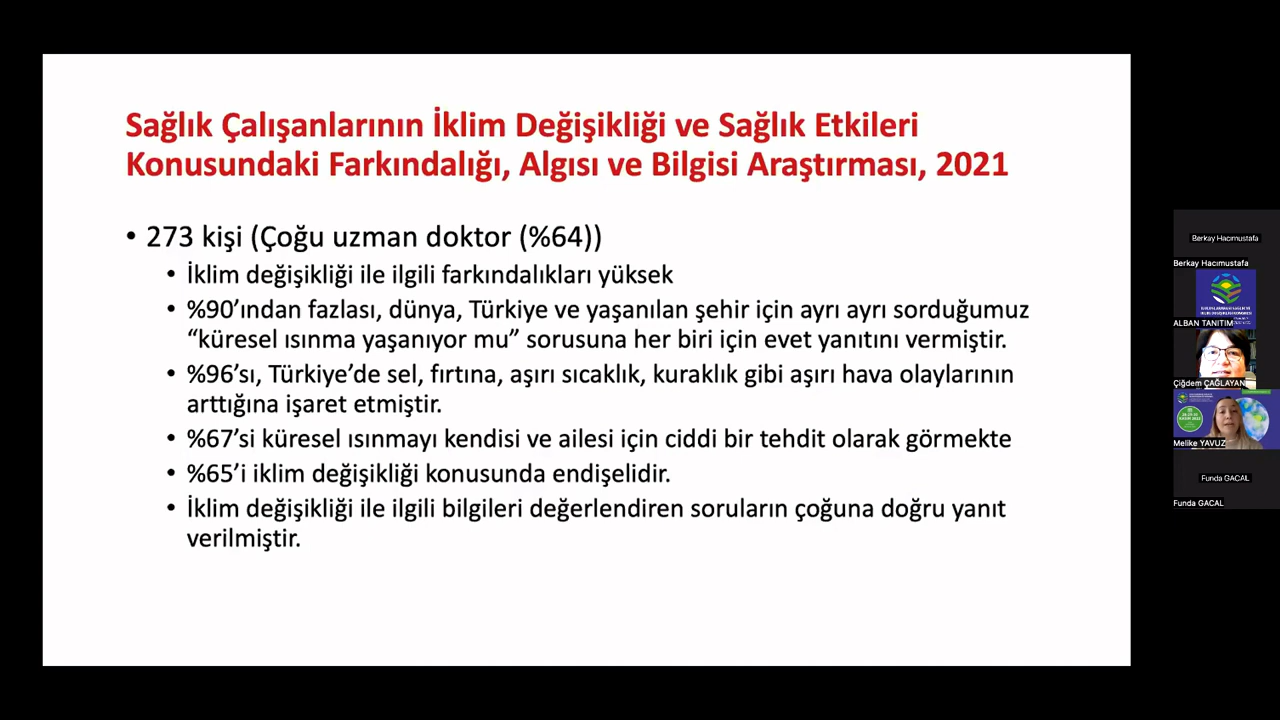 Sağlık Çalışanlarının İklim Değişikliği ve Sağlık Etkileri
Konusundaki Farkındalığı, Algısı ve Bilgisi Araştırması, 2021
• 273 kişi (Çoğu uzman doktor (%64))
• İklim değişikliği ile ilgili farkındalıkları yüksek
• %90’ından fazlası, dünya, Türkiye ve yaşanılan şehir için ayrı ayrı sorduğumuz
“küresel ısınma yaşanıyor mu” sorusuna her biri için evet yanıtını vermiştir.
• %96’sı, Türkiye’de sel, fırtına, aşırı sıcaklık, kuraklık gibi aşırı hava olaylarının
arttığına işaret etmiştir.
• %67’si küresel ısınmayı kendisi ve ailesi için ciddi bir tehdit olarak görmekte
• %65’i iklim değişikliği konusunda endişelidir.
• İklim değişikliği ile ilgili bilgileri değerlendiren soruların çoğuna doğru yanıt
verilmiştir.
Berkay Hacımustafa
Berkay Hacımustafa
ALBAN TANITIM
Çiğdem ÇAĞLAYAN
Melike YAVUZ
Funda GACAL
Funda GACAL